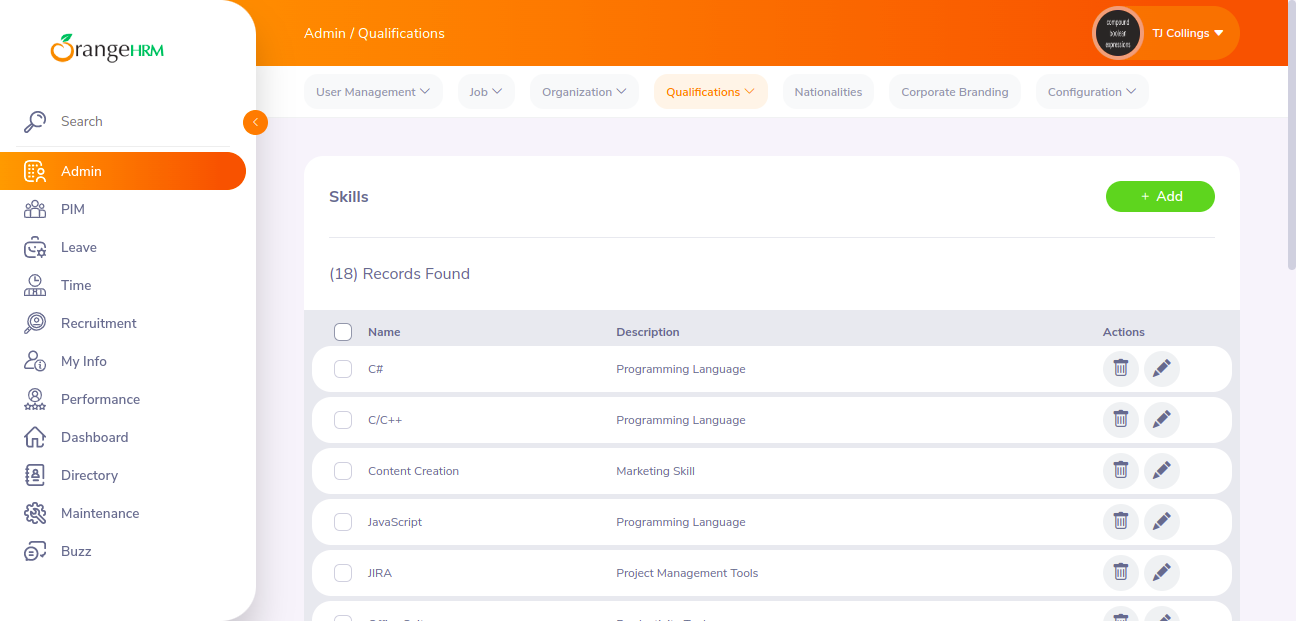 OrangeHRM
Admin / Qualifications
compound
boolean
expressions
TJ Collings
User Management
Job
Organization
Qualifications
Nationalities
Corporate Branding
Configuration
Search
Admin
PIM
Leave
Time
Recruitment
My Info
Performance
Dashboard
Directory
Maintenance
Buzz
Skills
+ Add
(18) Records Found
Name Description Actions
C# Programming Language
C/C++ Programming Language
Content Creation Marketing Skill
JavaScript Programming Language
JIRA Project Management Tools